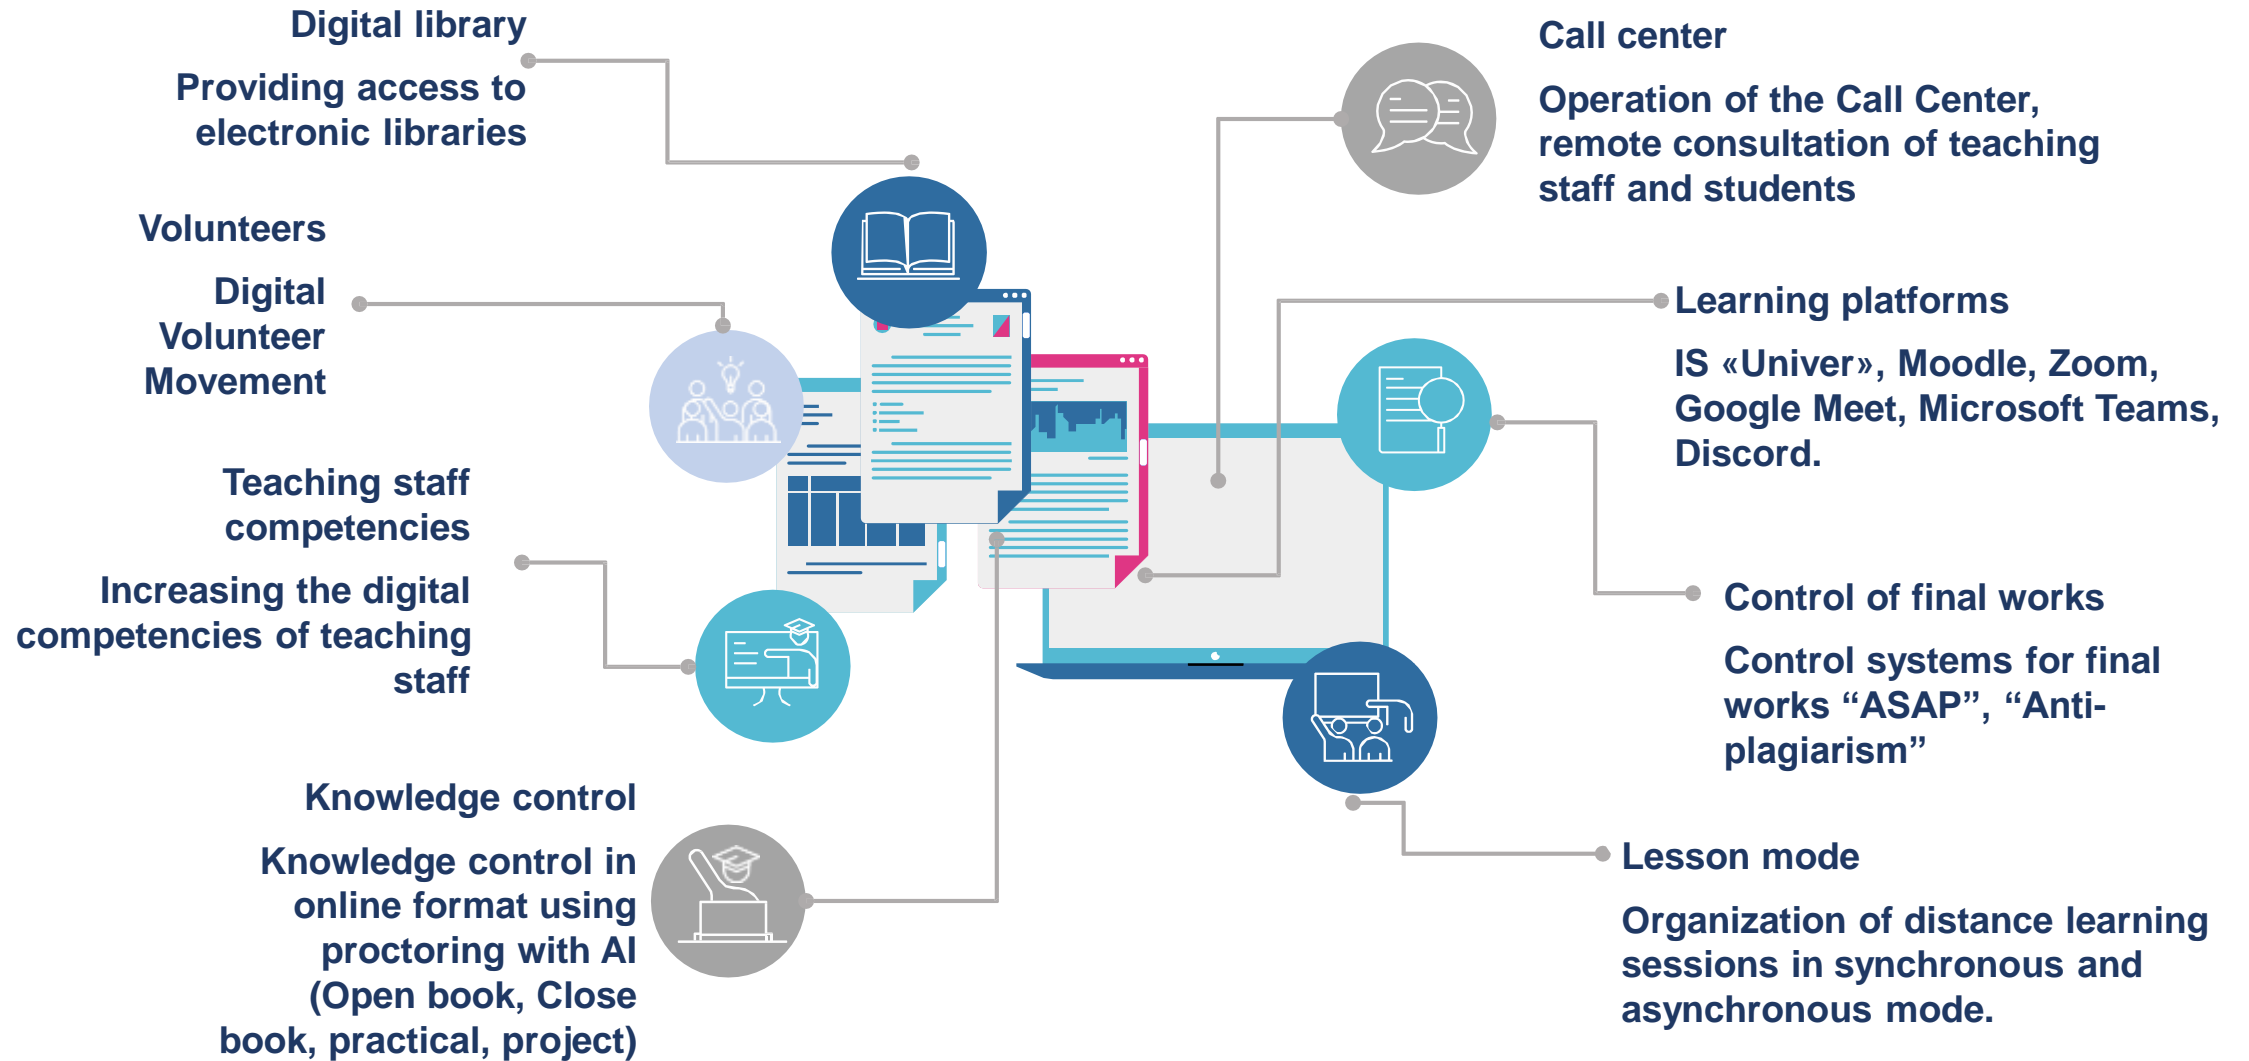 Digital library
Providing access to
electronic libraries
Volunteers
Digital
Volunteer
Movement
Teaching staff
competencies
Increasing the digital
competencies of teaching
staff
Knowledge control
Knowledge control in
online format using
proctoring with AI
(Open book, Close
book, practical, project)
Call center
Operation of the Call Center,
remote consultation of teaching
staff and students
Learning platforms
IS «Univer», Moodle, Zoom,
Google Meet, Microsoft Teams,
Discord.
Control of final works
Control systems for final
works “ASAP”, “Anti-
plagiarism”
Lesson mode
Organization of distance learning
sessions in synchronous and
asynchronous mode.